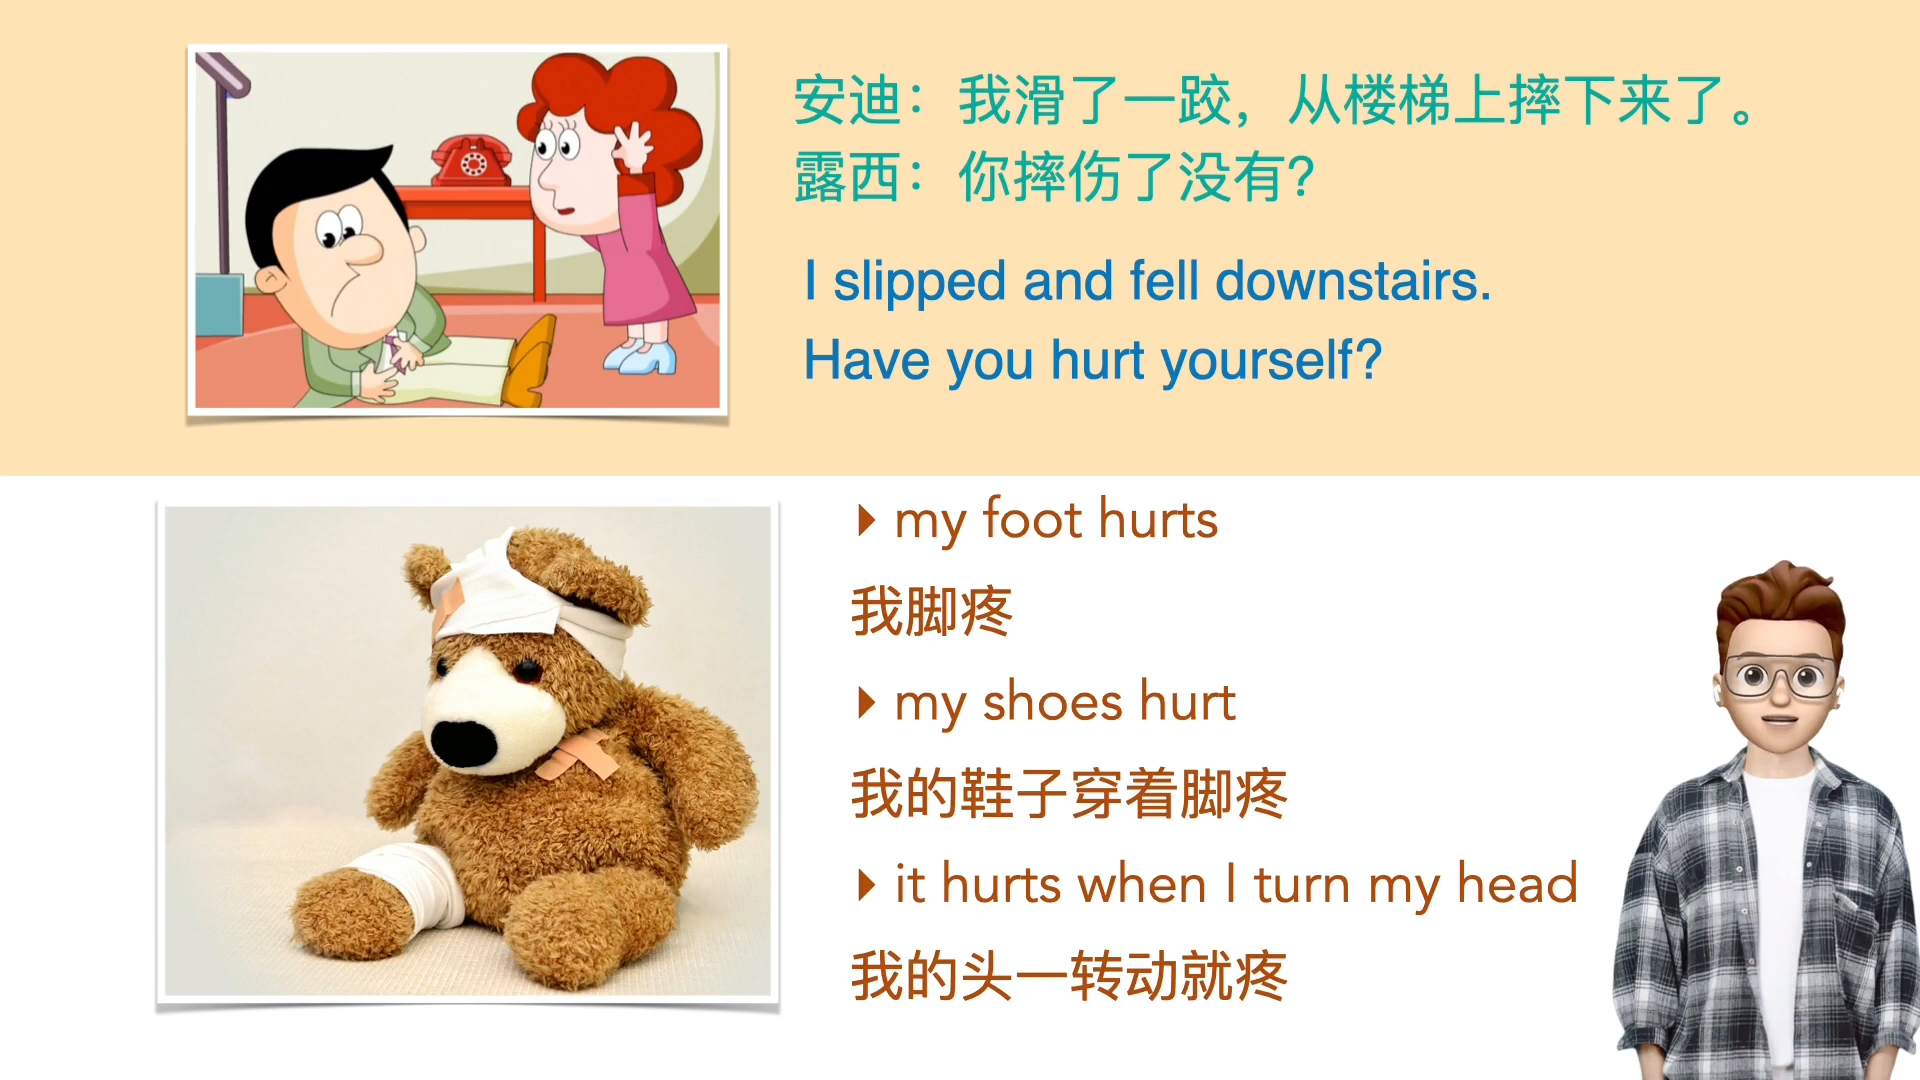 安迪：我滑了一跤，从楼梯上摔下来了。
露西：你摔伤了没有？
I slipped and fell downstairs.
Have you hurt yourself?
▸ my foot hurts
我脚疼
▸ my shoes hurt
我的鞋子穿着脚疼
▸ it hurts when I turn my head
我的头一转动就疼